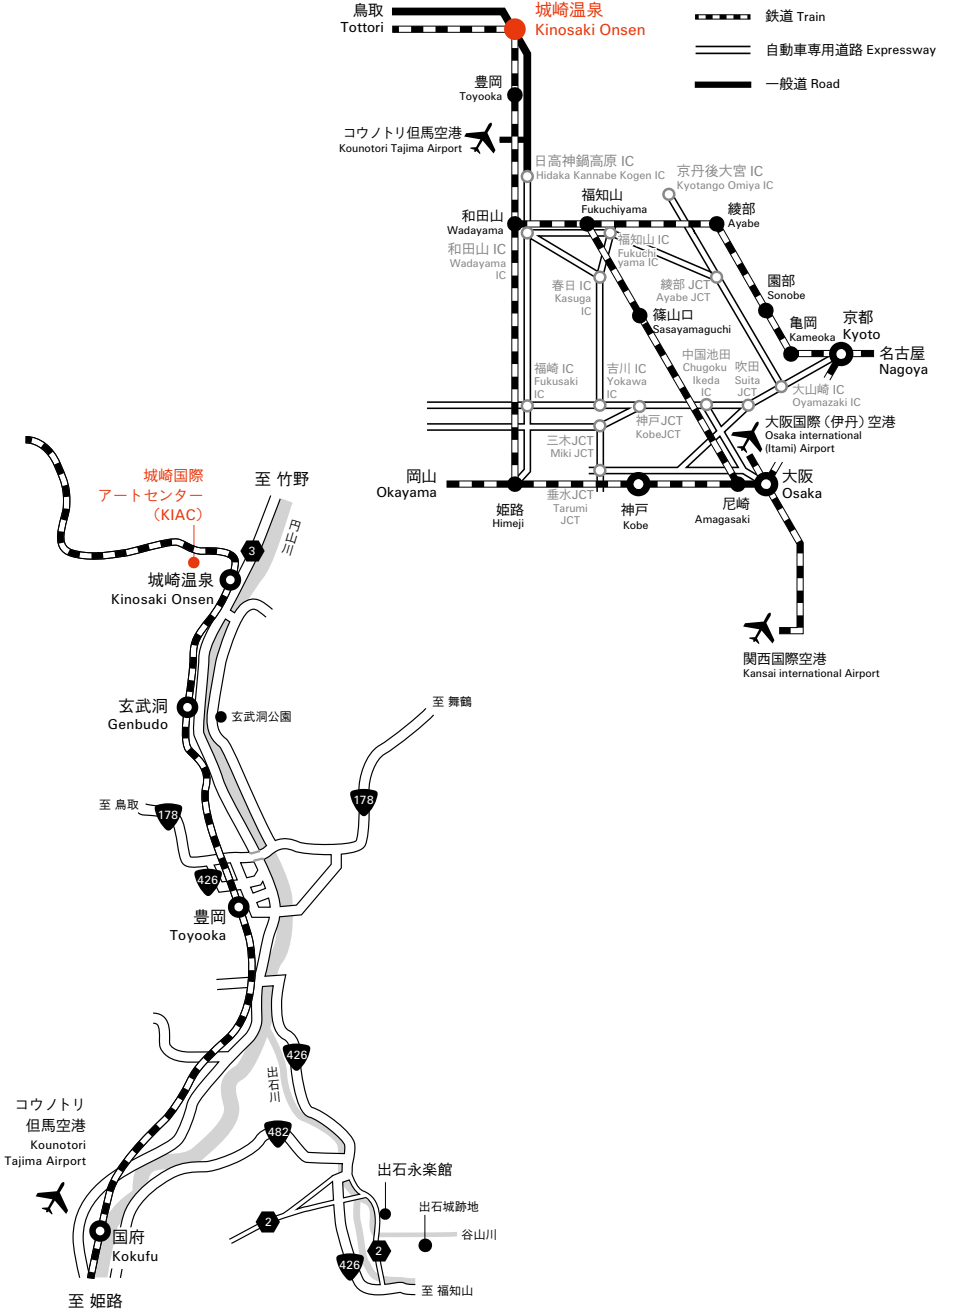 鳥取
Tottori
城崎温泉
Kinosaki Onsen
鉄道 Train
自動車専用道路 Expressway
一般道 Road
豊岡
Toyooka
コウノトリ但馬空港
Kounotori Tajima Airport
日高神鍋高原 IC
Hidaka Kannabe Kogen IC
京丹後大宮 IC
Kyotango Omiya IC
和田山
Wadayama
和田山 IC
Wadayama
IC
福知山
Fukuchiyama
福知山 IC
Fukuchi
yama IC
綾部
Ayabe
春日 IC
Kasuga
IC
綾部 JCT
Ayabe JCT
園部
Sonobe
篠山口
Sasayamaguchi
亀岡
Kameoka
京都
Kyoto
名古屋
Nagoya
福崎 IC
Fukusaki
IC
吉川 IC
Yokawa
IC
中国池田
Chugoku
Ikeda
IC
吹田
Suita
JCT
大山崎 IC
Oyamazaki IC
神戸JCT
KobeJCT
三木JCT
Miki JCT
大阪国際（伊丹）空港
Osaka international
(Itami) Airport
岡山
Okayama
姫路
Himeji
垂水JCT
Tarumi
JCT
神戸
Kobe
尼崎
Amagasaki
大阪
Osaka
関西国際空港
Kansai international Airport
城崎国際
アートセンター
（KIAC）
至 竹野
円山川
3
城崎温泉
Kinosaki Onsen
玄武洞
Genbudo
玄武洞公園
至 舞鶴
至 鳥取
178
178
426
豊岡
Toyooka
426
出石川
コウノトリ
但馬空港
Kounotori
Tajima Airport
482
出石永楽館
出石城跡地
2
谷山川
国府
Kokufu
2
426
至 福知山
至 姫路